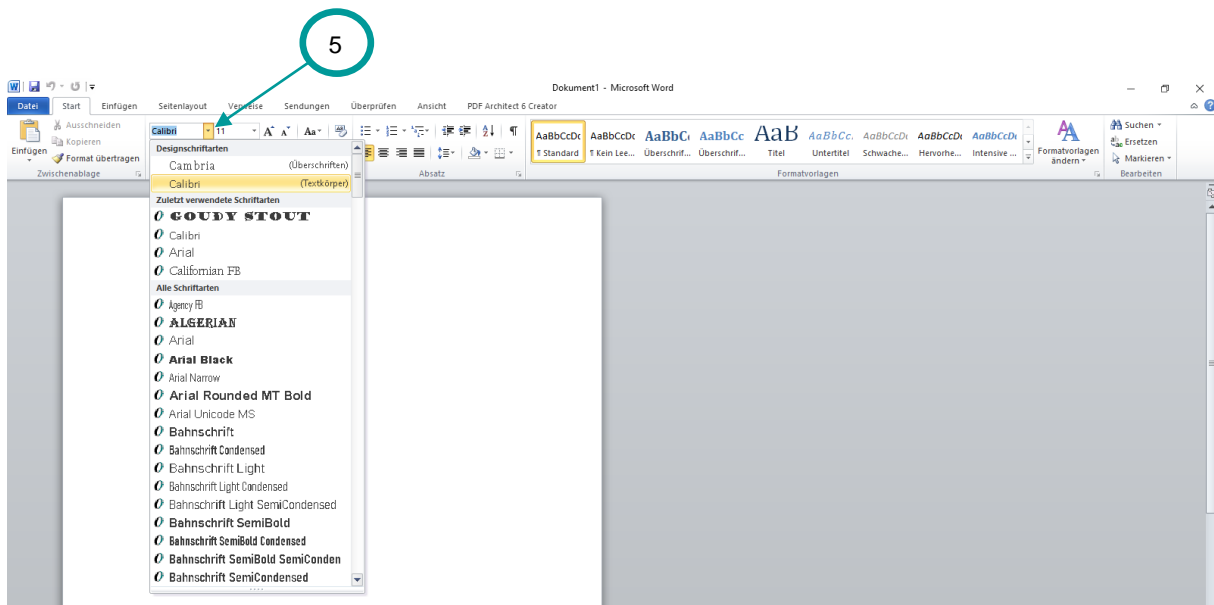 5
Dokument1 - Microsoft Word
Datei Start Einfügen Seitenlayout Verweise Sendungen Überprüfen Ansicht PDF Architect 6 Creator
Einfügen
Ausschneiden
Kopieren
Format übertragen
Zwischenablage
Calibri 11
Absatz
AaBbCcDc AaBbCcDc AaBbCı AaBbCc AaB AaBbCc. AaBbCcDı AaBbCcDı AaBbCcDı
¶ Standard ¶ Kein Lee... Überschrif... Überschrif... Titel Untertitel Schwache... Hervorhe... Intensive ...
Formatvorlagen
Formatvorlagen
ändern
Suchen
Ersetzen
Markieren
Bearbeiten
Designschriftarten
Cambria (Überschriften)
Calibri (Textkörper)
Zuletzt verwendete Schriftarten
GOUDY STOUT
Calibri
Arial
Californian FB
Alle Schriftarten
Agency FB
ALGERIAN
Arial
Arial Black
Arial Narrow
Arial Rounded MT Bold
Arial Unicode MS
Bahnschrift
Bahnschrift Condensed
Bahnschrift Light
Bahnschrift Light Condensed
Bahnschrift Light SemiCondensed
Bahnschrift SemiBold
Bahnschrift SemiBold Condensed
Bahnschrift SemiBold SemiConden
Bahnschrift SemiCondensed